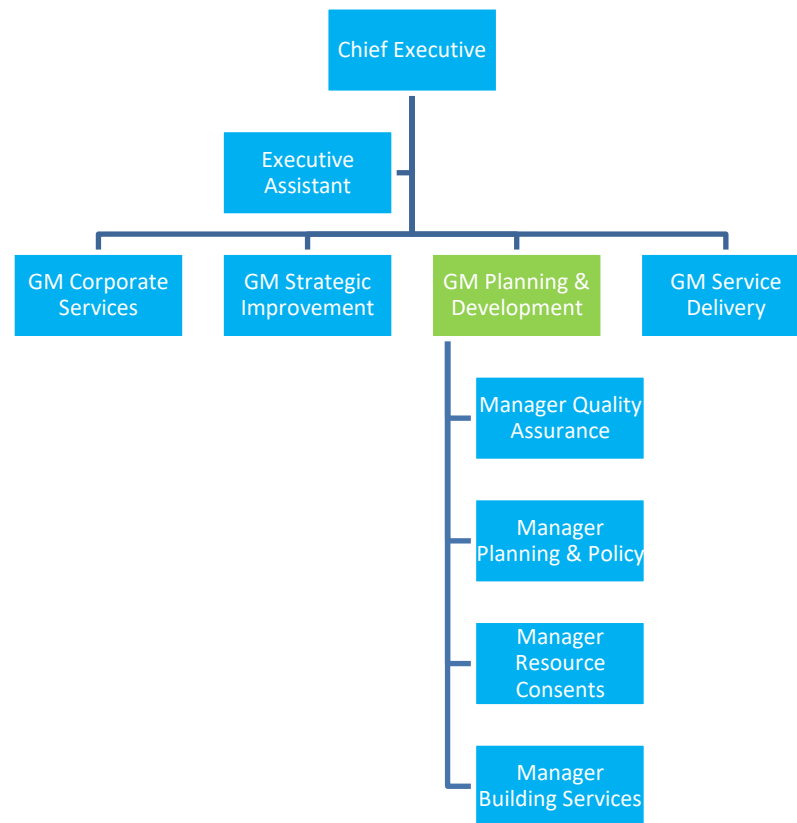 Chief Executive
Executive
Assistant
GM Corporate
Services
GM Strategic
Improvement
GM Planning &
Development
GM Service
Delivery
Manager Quality
Assurance
Manager
Planning & Policy
Manager
Resource
Consents
Manager
Building Services